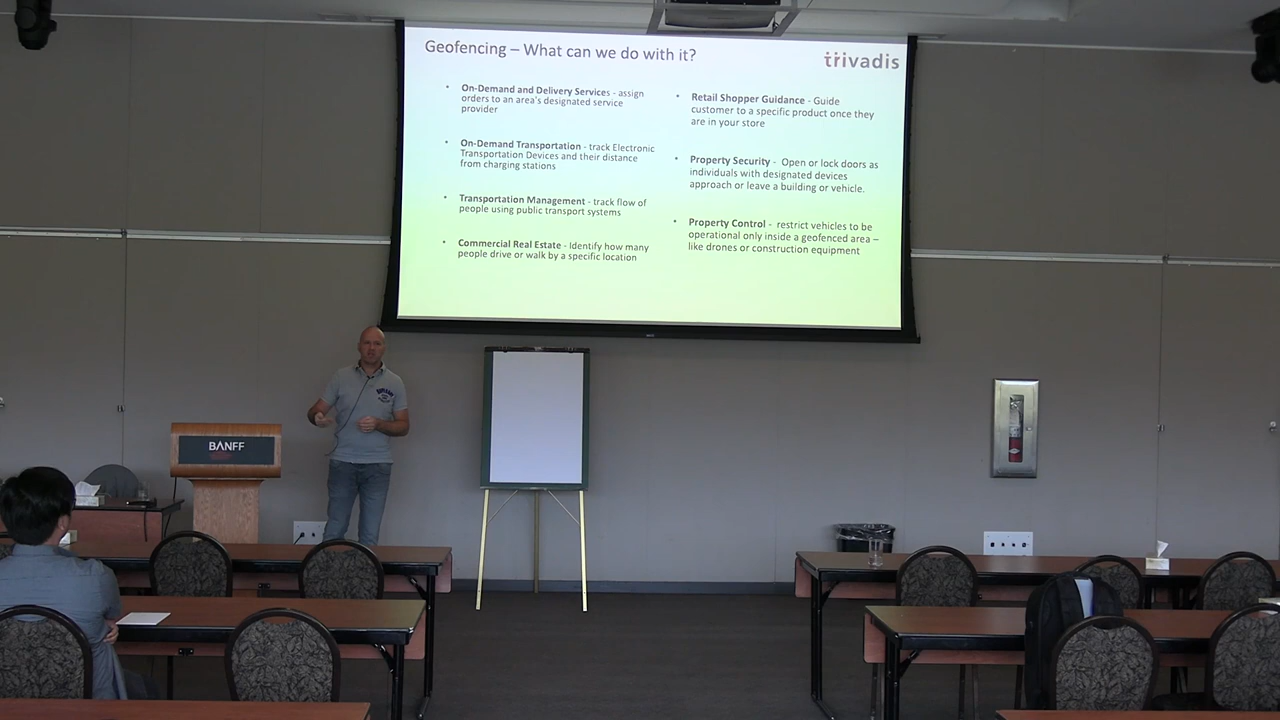 Geofencing – What can we do with it?
trivadis
• On-Demand and Delivery Services - assign
orders to an area's designated service
provider
• On-Demand Transportation - track Electronic
Transportation Devices and their distance
from charging stations
• Transportation Management - track flow of
people using public transport systems
• Commercial Real Estate - Identify how many
people drive or walk by a specific location
• Retail Shopper Guidance - Guide
customer to a specific product once they
are in your store
• Property Security - Open or lock doors as
individuals with designated devices
approach or leave a building or vehicle.
• Property Control - restrict vehicles to be
operational only inside a geofenced area –
like drones or construction equipment
BANFF